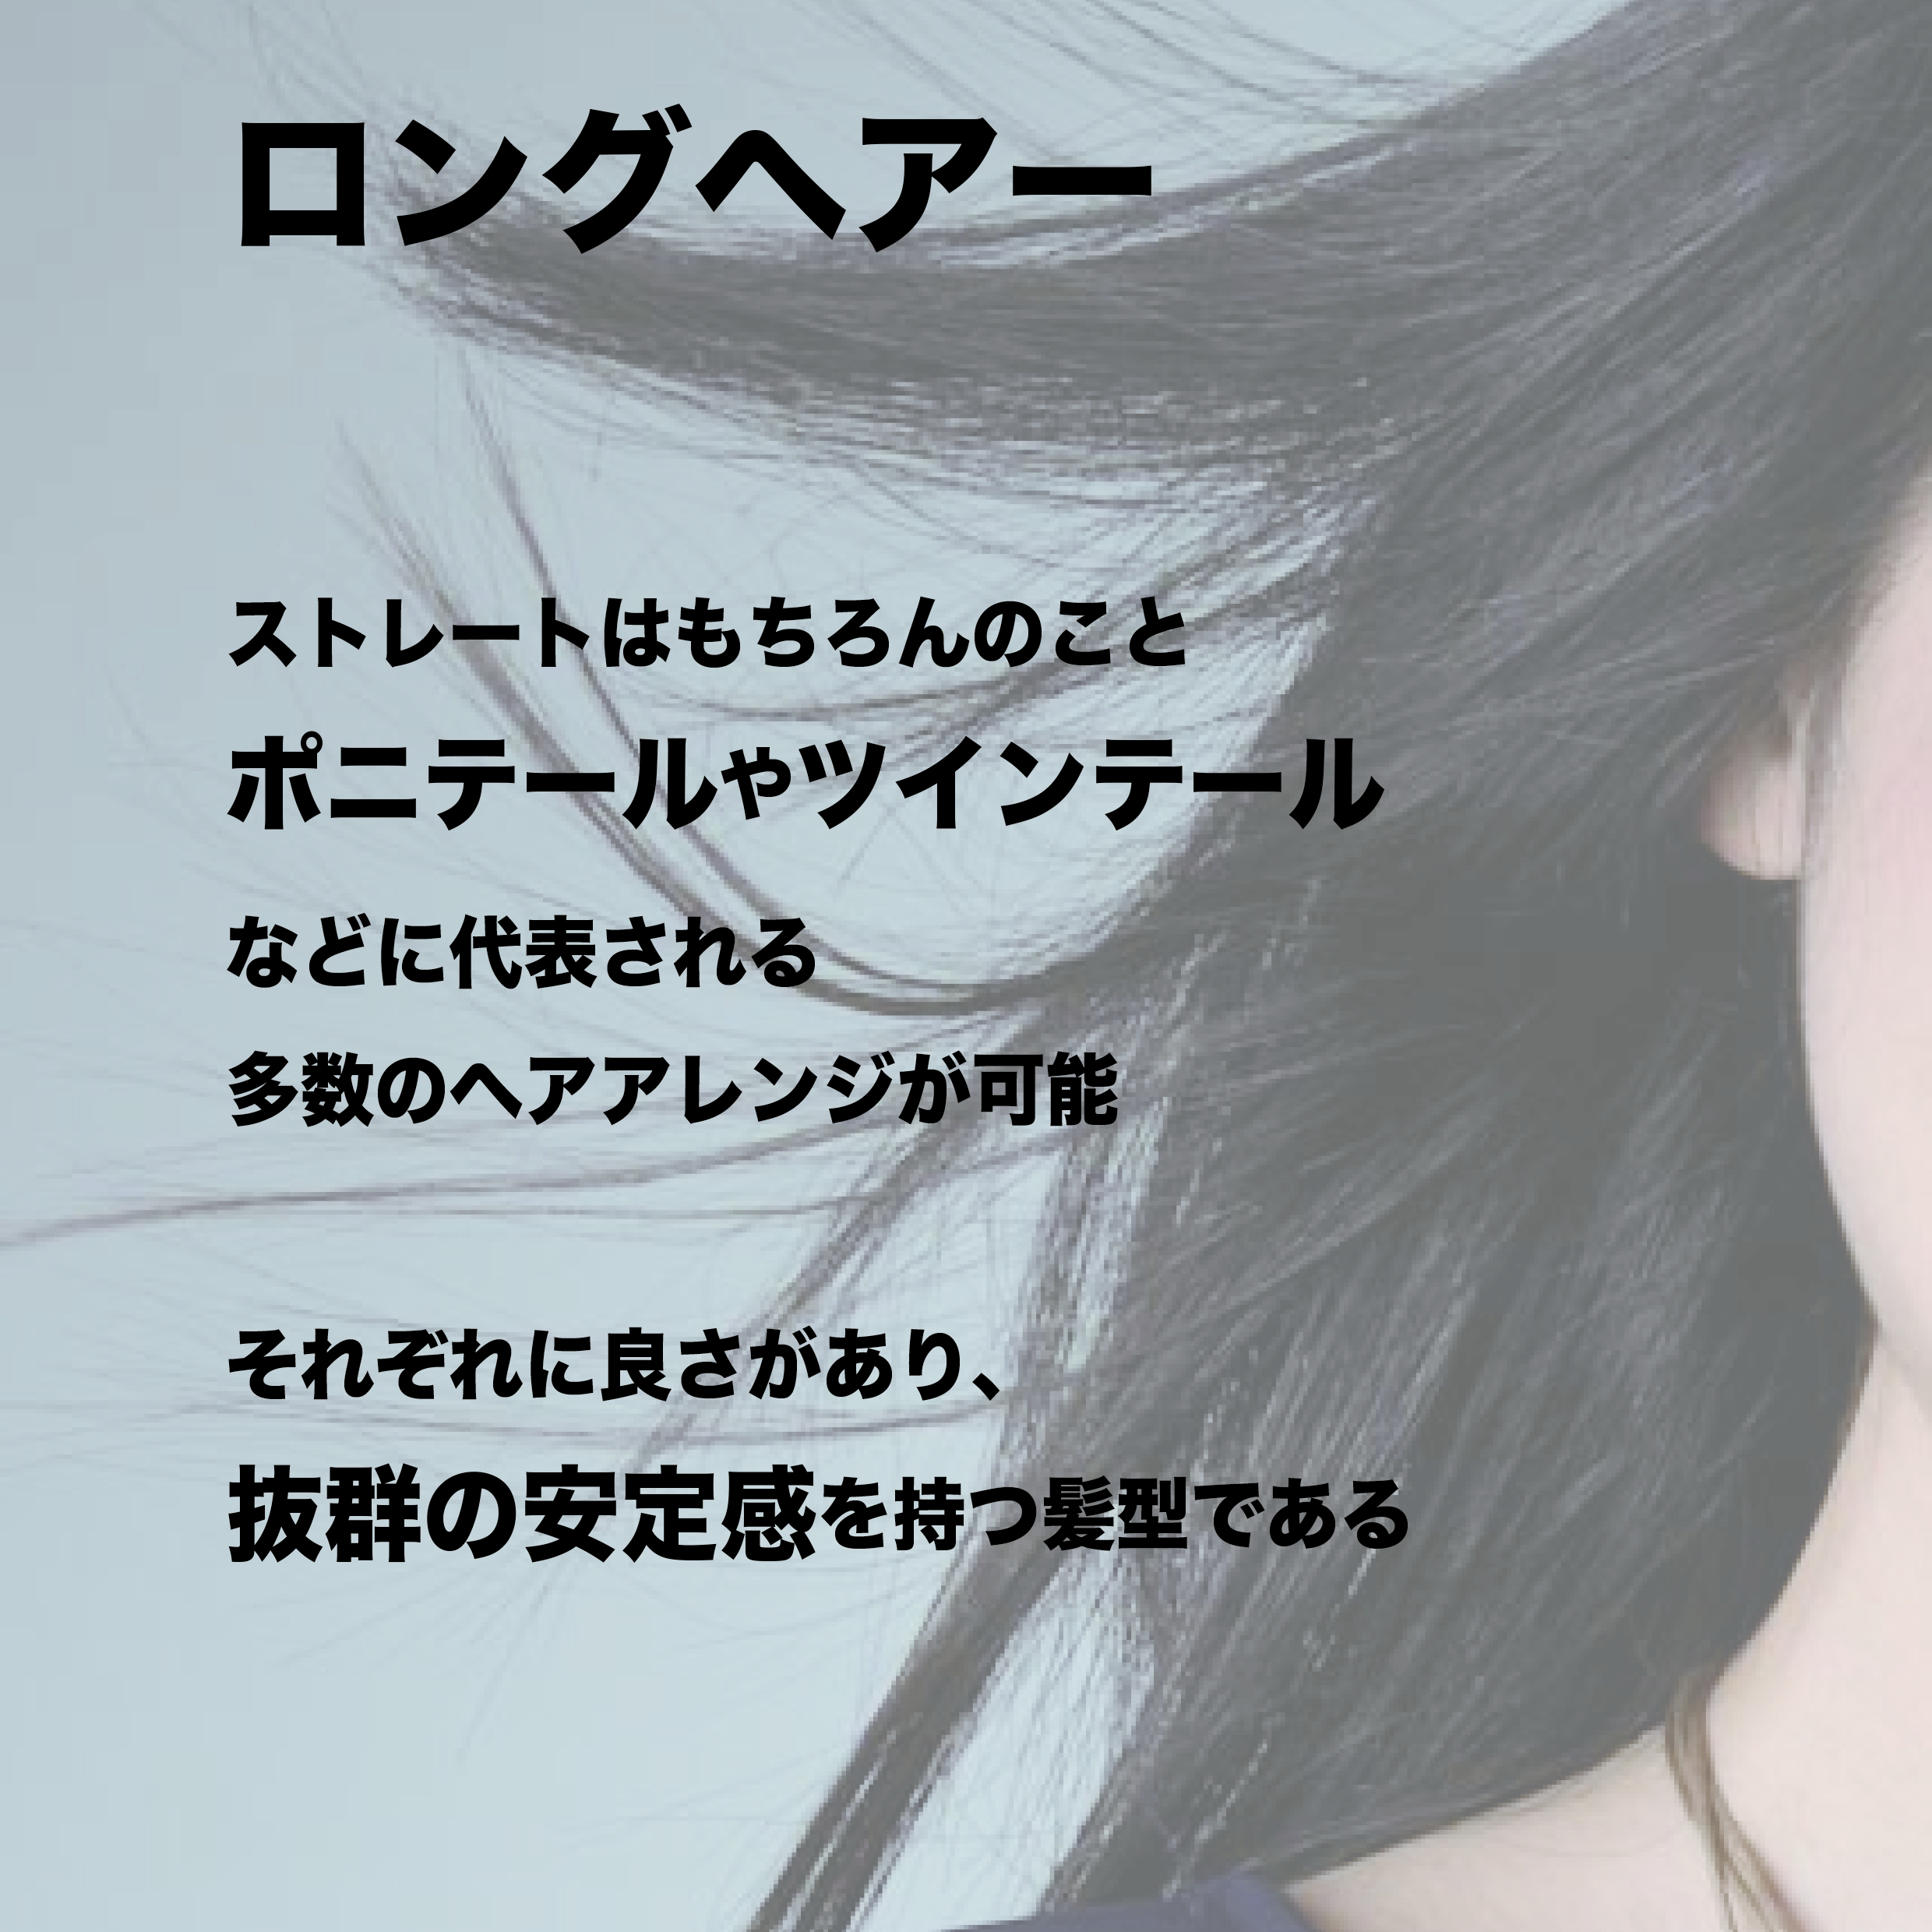 ロングヘアー
ストレートはもちろんのこと
ポニテールやツインテール
などに代表される
多数のヘアアレンジが可能
それぞれに良さがあり、
抜群の安定感を持つ髪型である